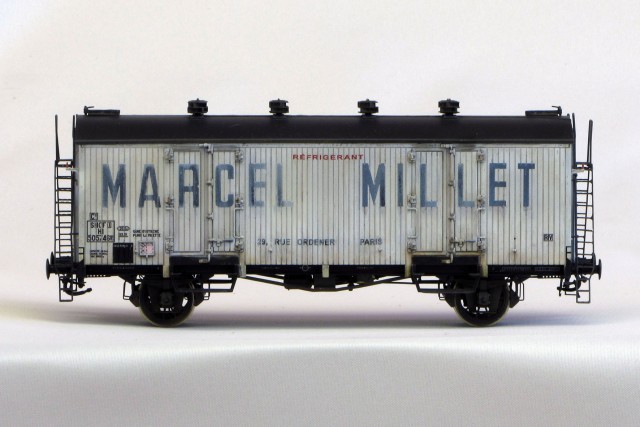 RÉFRIGÉRANT
MARCEL MILLET
29, RUE ORDENER PARIS
SNCF